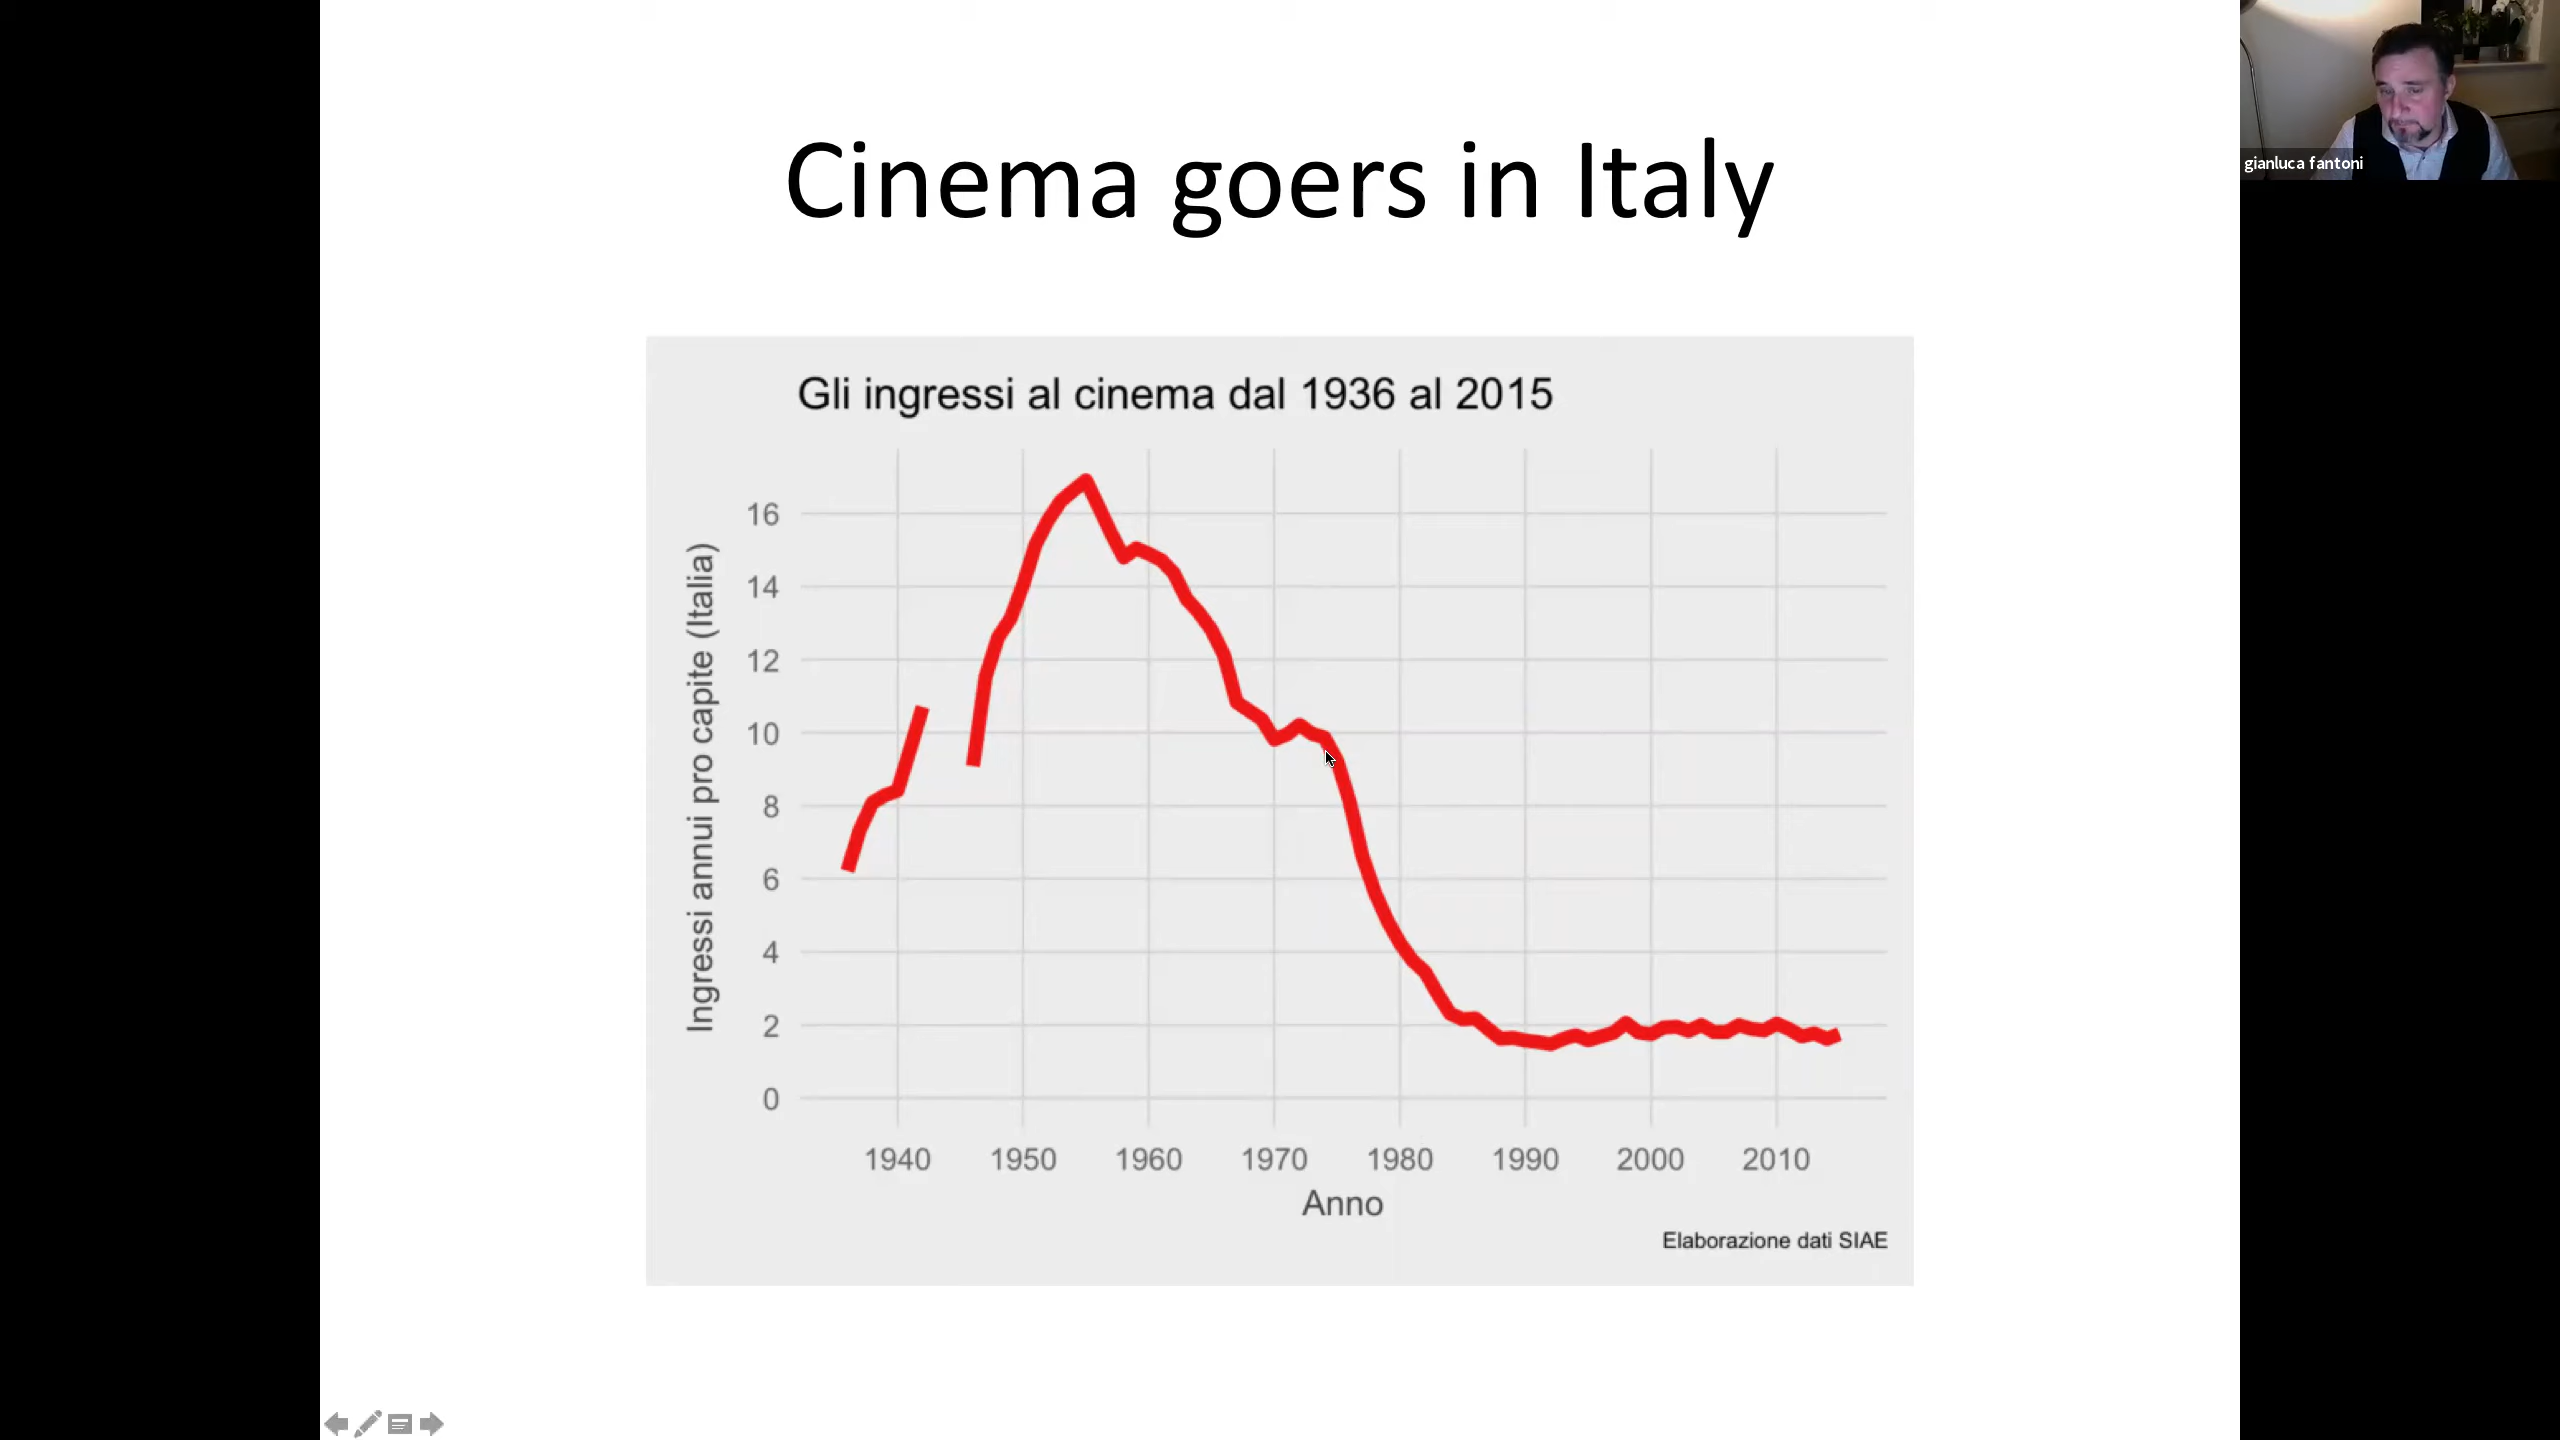 Cinema goers in Italy
gianluca fantoni
Gli ingressi al cinema dal 1936 al 2015
Ingressi annui pro capite (Italia)
16
14
12
10
8
6
4
2
0
1940 1950 1960 1970 1980 1990 2000 2010
Anno
Elaborazione dati SIAE